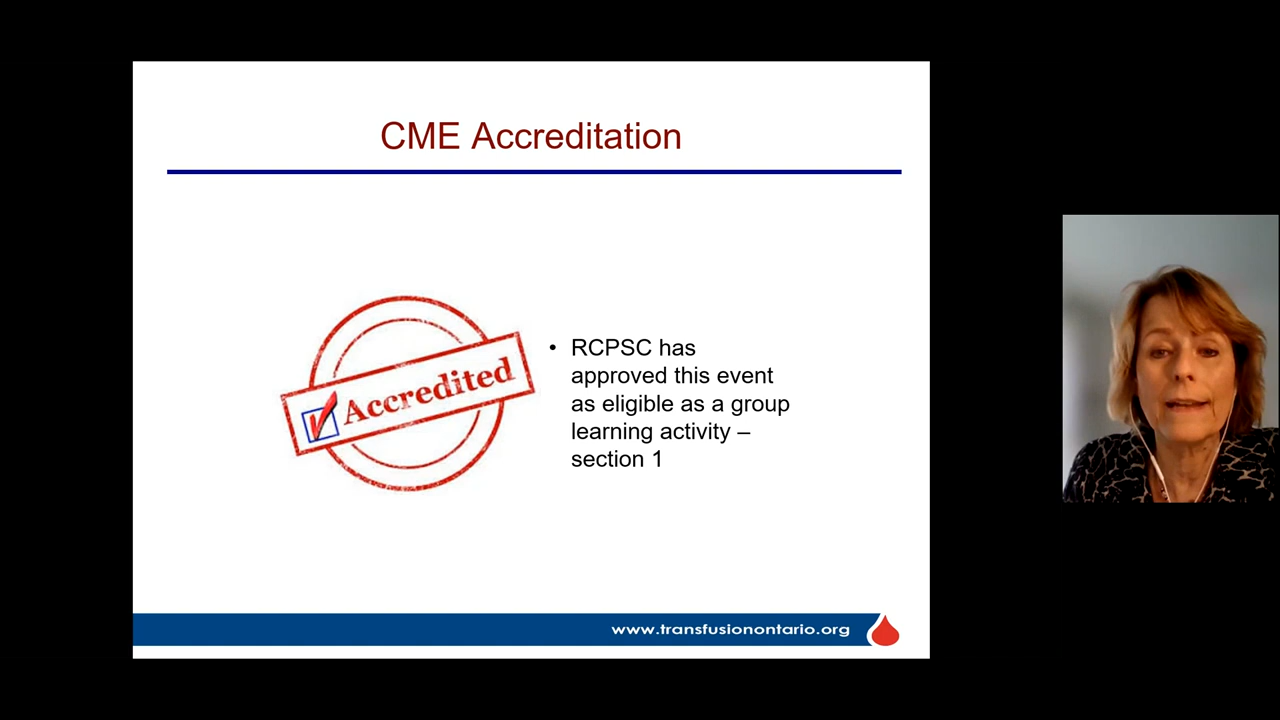 CME Accreditation
Accredited
• RCPSC has
approved this event
as eligible as a group
learning activity –
section 1
www.transfusionontario.org